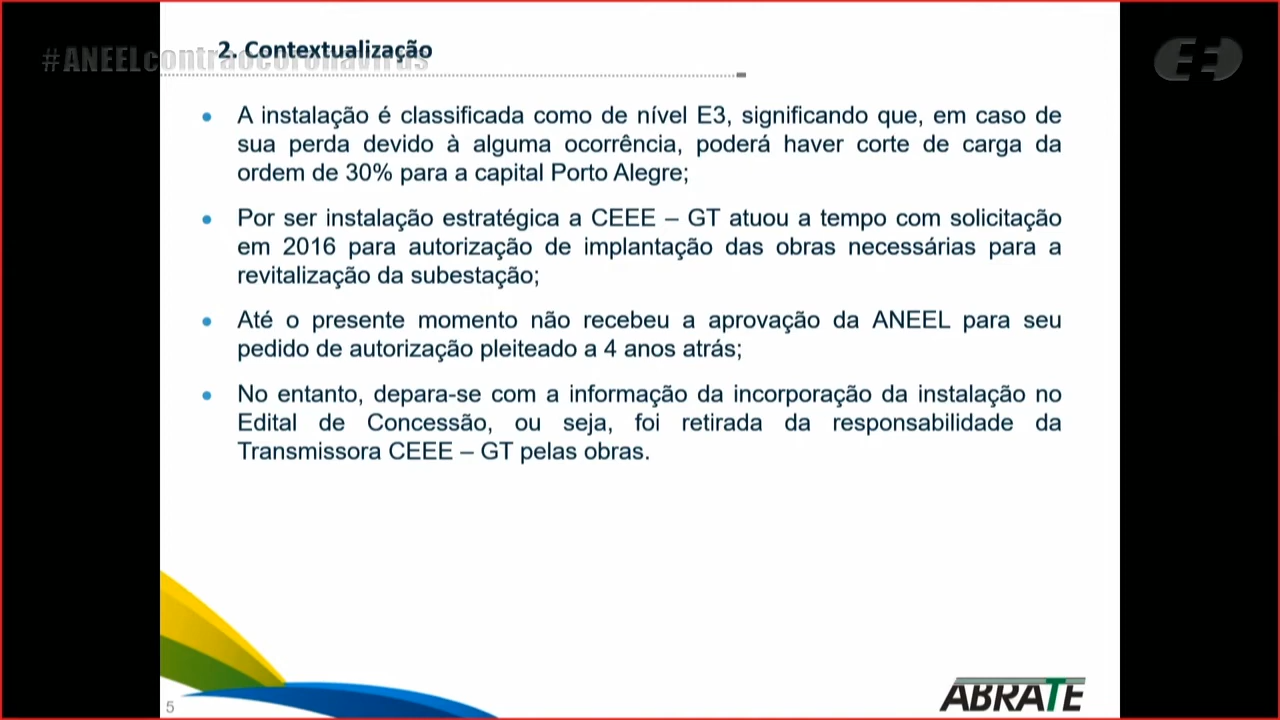 #ANEELcontraocoronavírus
2. Contextualização
A instalação é classificada como de nível E3, significando que, em caso de
sua perda devido à alguma ocorrência, poderá haver corte de carga da
ordem de 30% para a capital Porto Alegre;
Por ser instalação estratégica a CEEE – GT atuou a tempo com solicitação
em 2016 para autorização de implantação das obras necessárias para a
revitalização da subestação;
Até o presente momento não recebeu a aprovação da ANEEL para seu
pedido de autorização pleiteado a 4 anos atrás;
No entanto, depara-se com a informação da incorporação da instalação no
Edital de Concessão, ou seja, foi retirada da responsabilidade da
Transmissora CEEE – GT pelas obras.
5
ABRATE